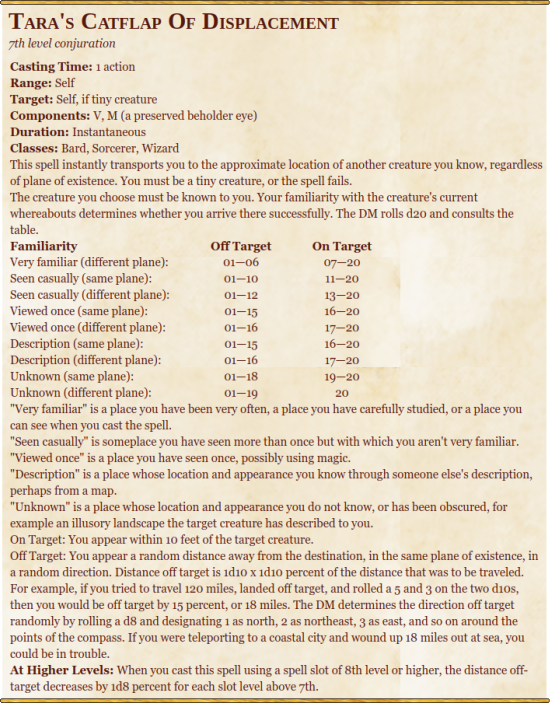 Tara's Catflap Of Displacement
7th level conjuration
Casting Time: 1 action
Range: Self
Target: Self, if tiny creature
Components: V, M (a preserved beholder eye)
Duration: Instantaneous
Classes: Bard, Sorcerer, Wizard
This spell instantly transports you to the approximate location of another creature you know, regardless
of plane of existence. You must be a tiny creature, or the spell fails.
The creature you choose must be known to you. Your familiarity with the creature's current
whereabouts determines whether you arrive there successfully. The DM rolls d20 and consults the
table.
Familiarity Off Target On Target
Very familiar (different plane): 01—06 07—20
Seen casually (same plane): 01—10 11—20
Seen casually (different plane): 01—12 13—20
Viewed once (same plane): 01—15 16—20
Viewed once (different plane): 01—16 17—20
Description (same plane): 01—15 16—20
Description (different plane): 01—16 17—20
Unknown (same plane): 01—18 19—20
Unknown (different plane): 01—19 20
"Very familiar" is a place you have been very often, a place you have carefully studied, or a place you
can see when you cast the spell.
"Seen casually" is someplace you have seen more than once but with which you aren't very familiar.
"Viewed once" is a place you have seen once, possibly using magic.
"Description" is a place whose location and appearance you know through someone else's description,
perhaps from a map.
"Unknown" is a place whose location and appearance you do not know, or has been obscured, for
example an illusory landscape the target creature has described to you.
On Target: You appear within 10 feet of the target creature.
Off Target: You appear a random distance away from the destination, in the same plane of existence, in
a random direction. Distance off target is 1d10 x 1d10 percent of the distance that was to be traveled.
For example, if you tried to travel 120 miles, landed off target, and rolled a 5 and 3 on the two d10s,
then you would be off target by 15 percent, or 18 miles. The DM determines the direction off target
randomly by rolling a d8 and designating 1 as north, 2 as northeast, 3 as east, and so on around the
points of the compass. If you were teleporting to a coastal city and wound up 18 miles out at sea, you
could be in trouble.
At Higher Levels: When you cast this spell using a spell slot of 8th level or higher, the distance off-
target decreases by 1d8 percent for each slot level above 7th.